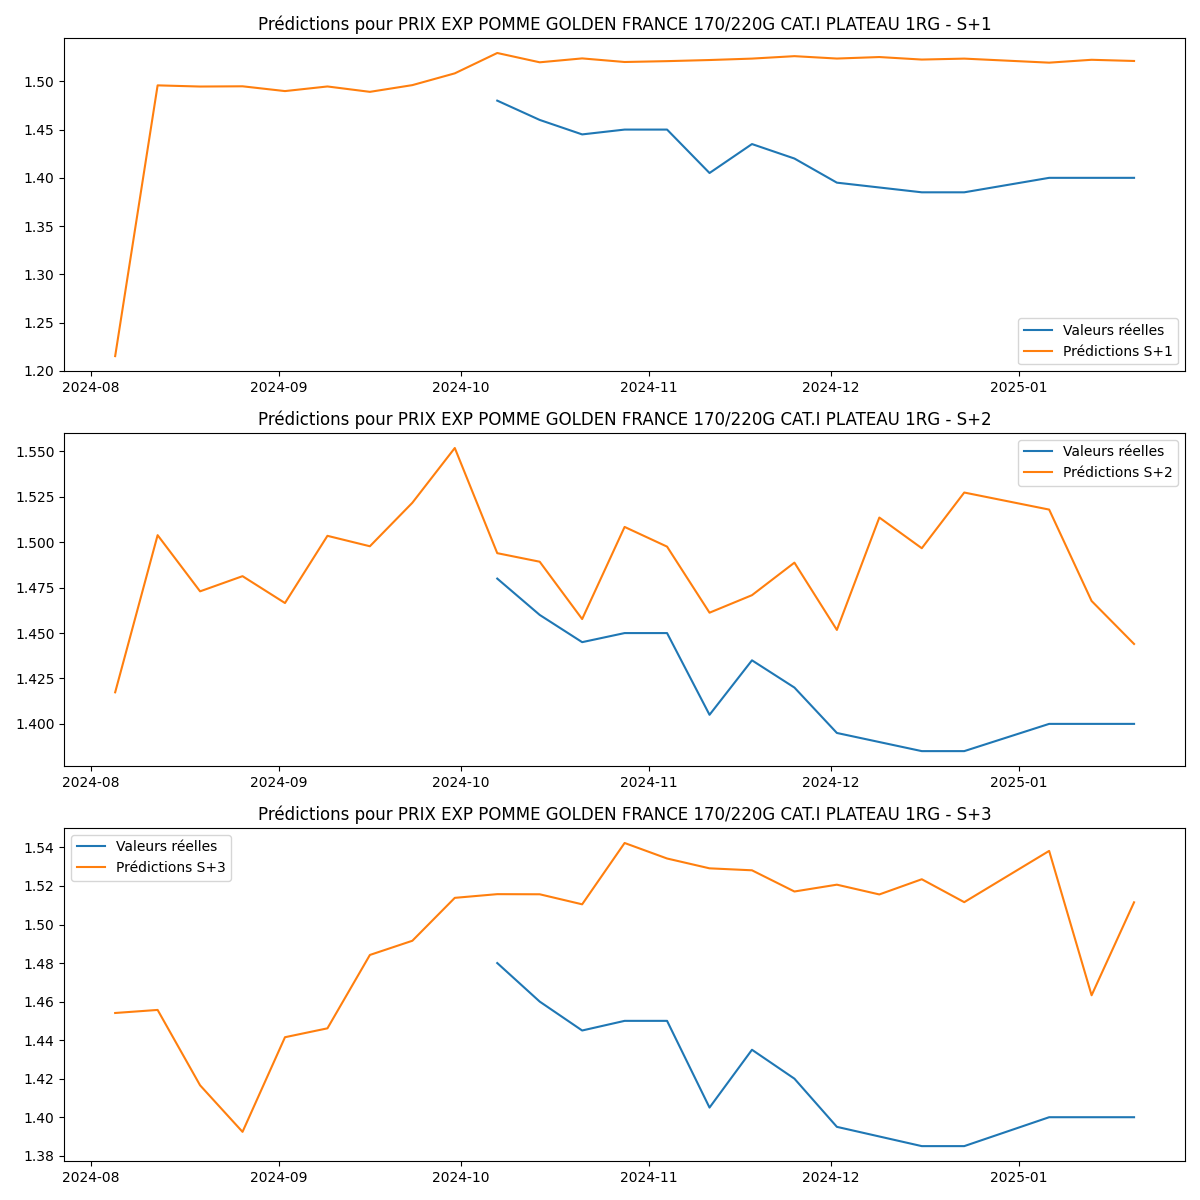 Prédictions pour PRIX EXP POMME GOLDEN FRANCE 170/220G CAT.I PLATEAU 1RG - S+1
1.50
1.45
1.40
1.35
1.30
1.25
1.20
Valeurs réelles
Prédictions S+1
2024-08 2024-09 2024-10 2024-11 2024-12 2025-01
Prédictions pour PRIX EXP POMME GOLDEN FRANCE 170/220G CAT.I PLATEAU 1RG - S+2
1.550
1.525
1.500
1.475
1.450
1.425
1.400
Valeurs réelles
Prédictions S+2
2024-08 2024-09 2024-10 2024-11 2024-12 2025-01
Prédictions pour PRIX EXP POMME GOLDEN FRANCE 170/220G CAT.I PLATEAU 1RG - S+3
1.54
1.52
1.50
1.48
1.46
1.44
1.42
1.40
1.38
Valeurs réelles
Prédictions S+3
2024-08 2024-09 2024-10 2024-11 2024-12 2025-01